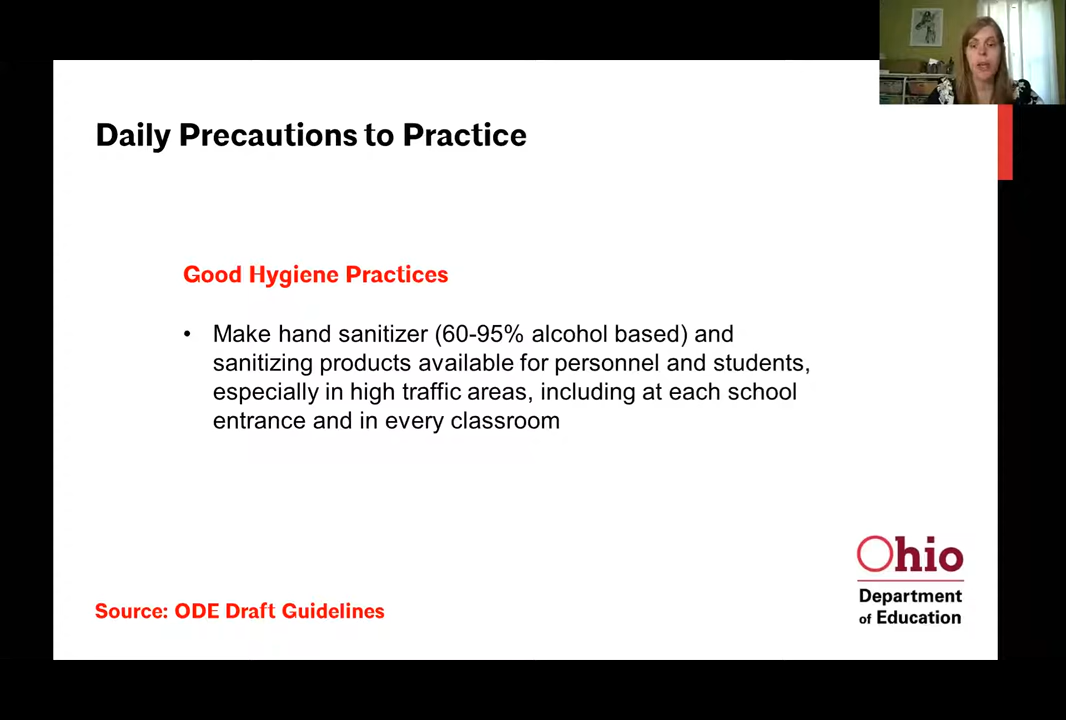 Daily Precautions to Practice
Good Hygiene Practices
• Make hand sanitizer (60-95% alcohol based) and
sanitizing products available for personnel and students,
especially in high traffic areas, including at each school
entrance and in every classroom
Source: ODE Draft Guidelines
Ohio
Department
of Education